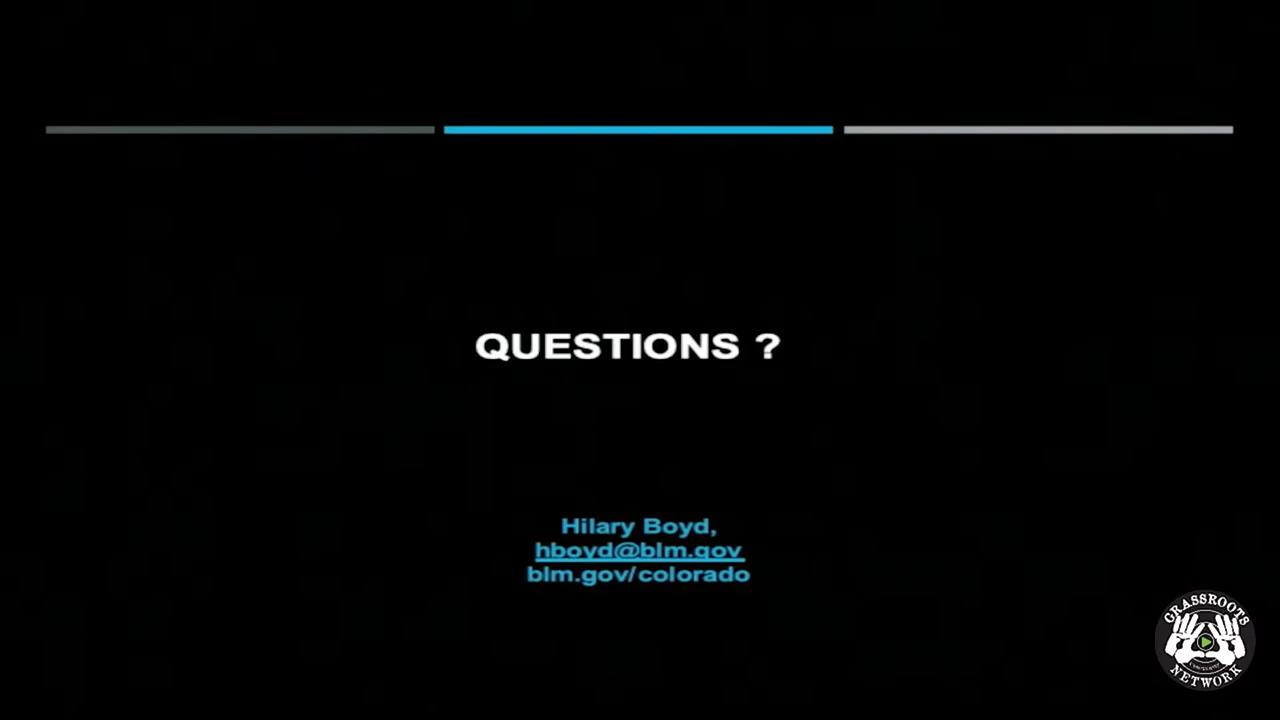 QUESTIONS ?
Hilary Boyd,
hboyd@blm.gov
blm.gov/colorado
GRASSROOTS
NETWORK